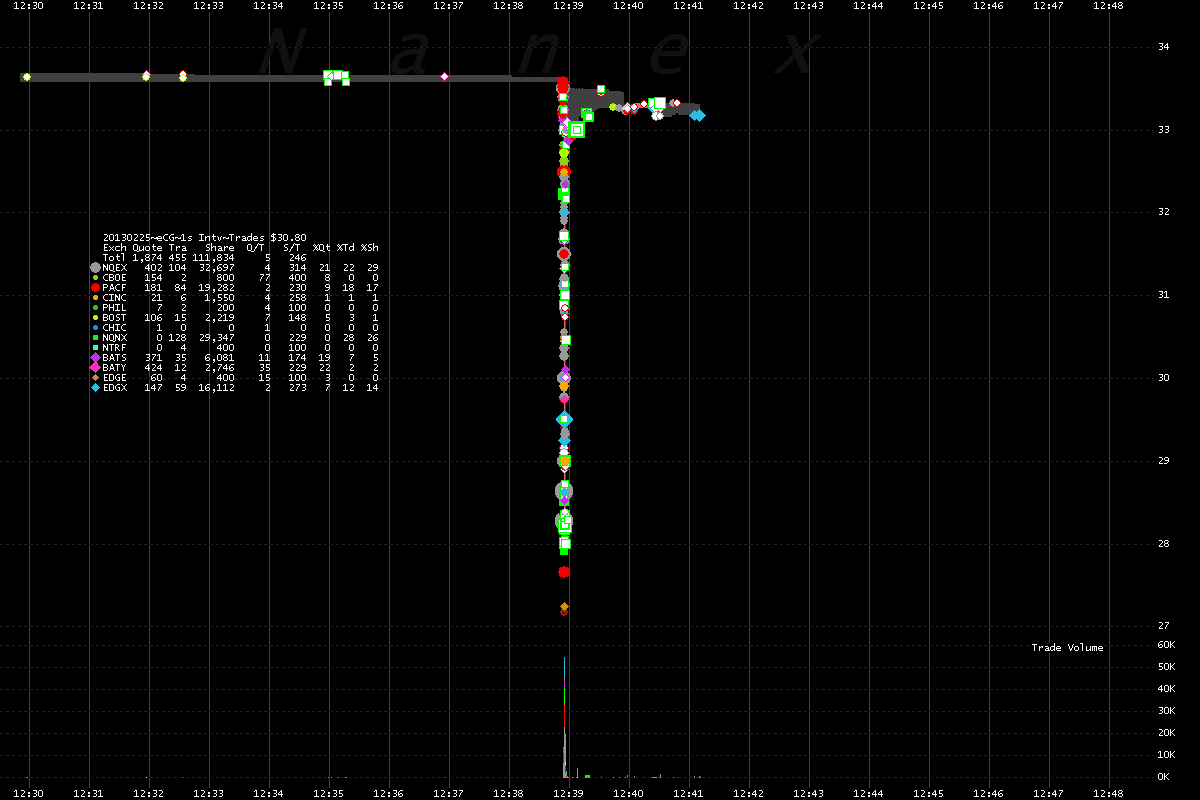 12:30 12:31 12:32 12:33 12:34 12:35 12:36 12:37 12:38 12:39 12:40 12:41 12:42 12:43 12:44 12:45 12:46 12:47 12:48
Nanex
34
33
32
20130225~eCG~1s Intv~Trades $30.80
Exch Quote Tra Share Q/T S/T %Qt %Td %Sh
Totl 1,874 455 111,834 5 246
NQEX 402 104 32,697 4 314 21 22 29
CBOE 154 2 800 77 400 8 0 0
PACF 181 84 19,282 2 230 9 18 17
CINC 21 6 1,550 4 258 1 1 1
PHIL 7 2 200 4 100 0 0 0
BOST 106 15 2,219 7 148 5 3 1
CHIC 1 0 0 1 0 0 0 0
NQNX 0 128 29,347 0 229 0 28 26
NTRF 0 4 400 0 100 0 0 0
BATS 371 35 6,081 11 174 19 7 5
BATY 424 12 2,746 35 229 22 2 2
EDGE 60 4 400 15 100 3 0 0
EDGX 147 59 16,112 2 273 7 12 14
31
30
29
28
27
Trade Volume
60K
50K
40K
30K
20K
10K
0K
12:30 12:31 12:32 12:33 12:34 12:35 12:36 12:37 12:38 12:39 12:40 12:41 12:42 12:43 12:44 12:45 12:46 12:47 12:48